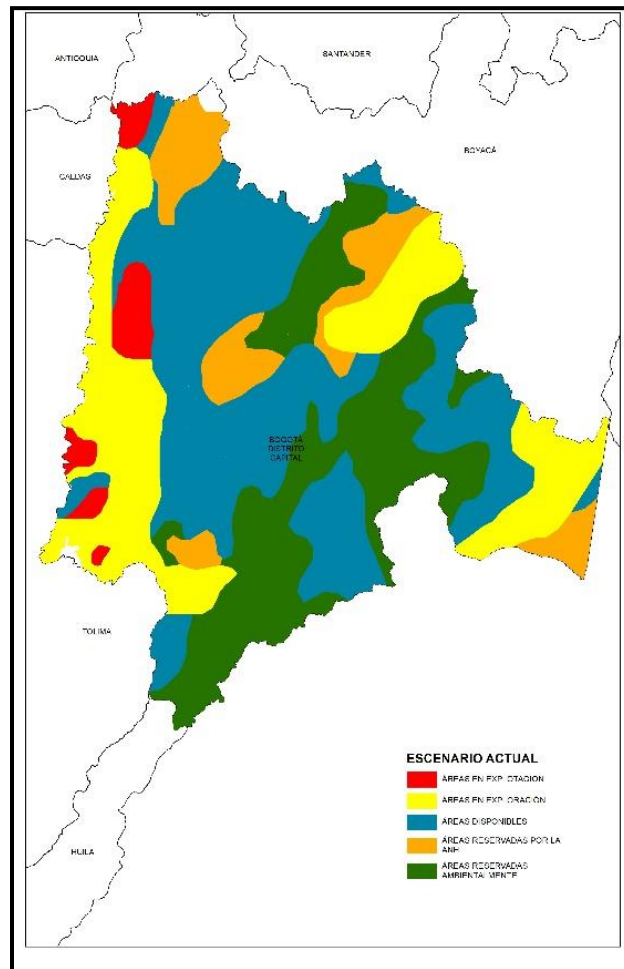 SANTANDER
ANTIOQUIA
BOYACÁ
CALDAS
BOGOTÁ
DISTRITO
CAPITAL
TOLIMA
HUILA
ESCENARIO ACTUAL
ÁREAS EN EXPLOTACIÓN
ÁREAS EN EXPLORACIÓN
ÁREAS DISPONIBLES
ÁREAS RESERVADAS POR LA
ANH
ÁREAS RESERVADAS
AMBIENTALMENTE